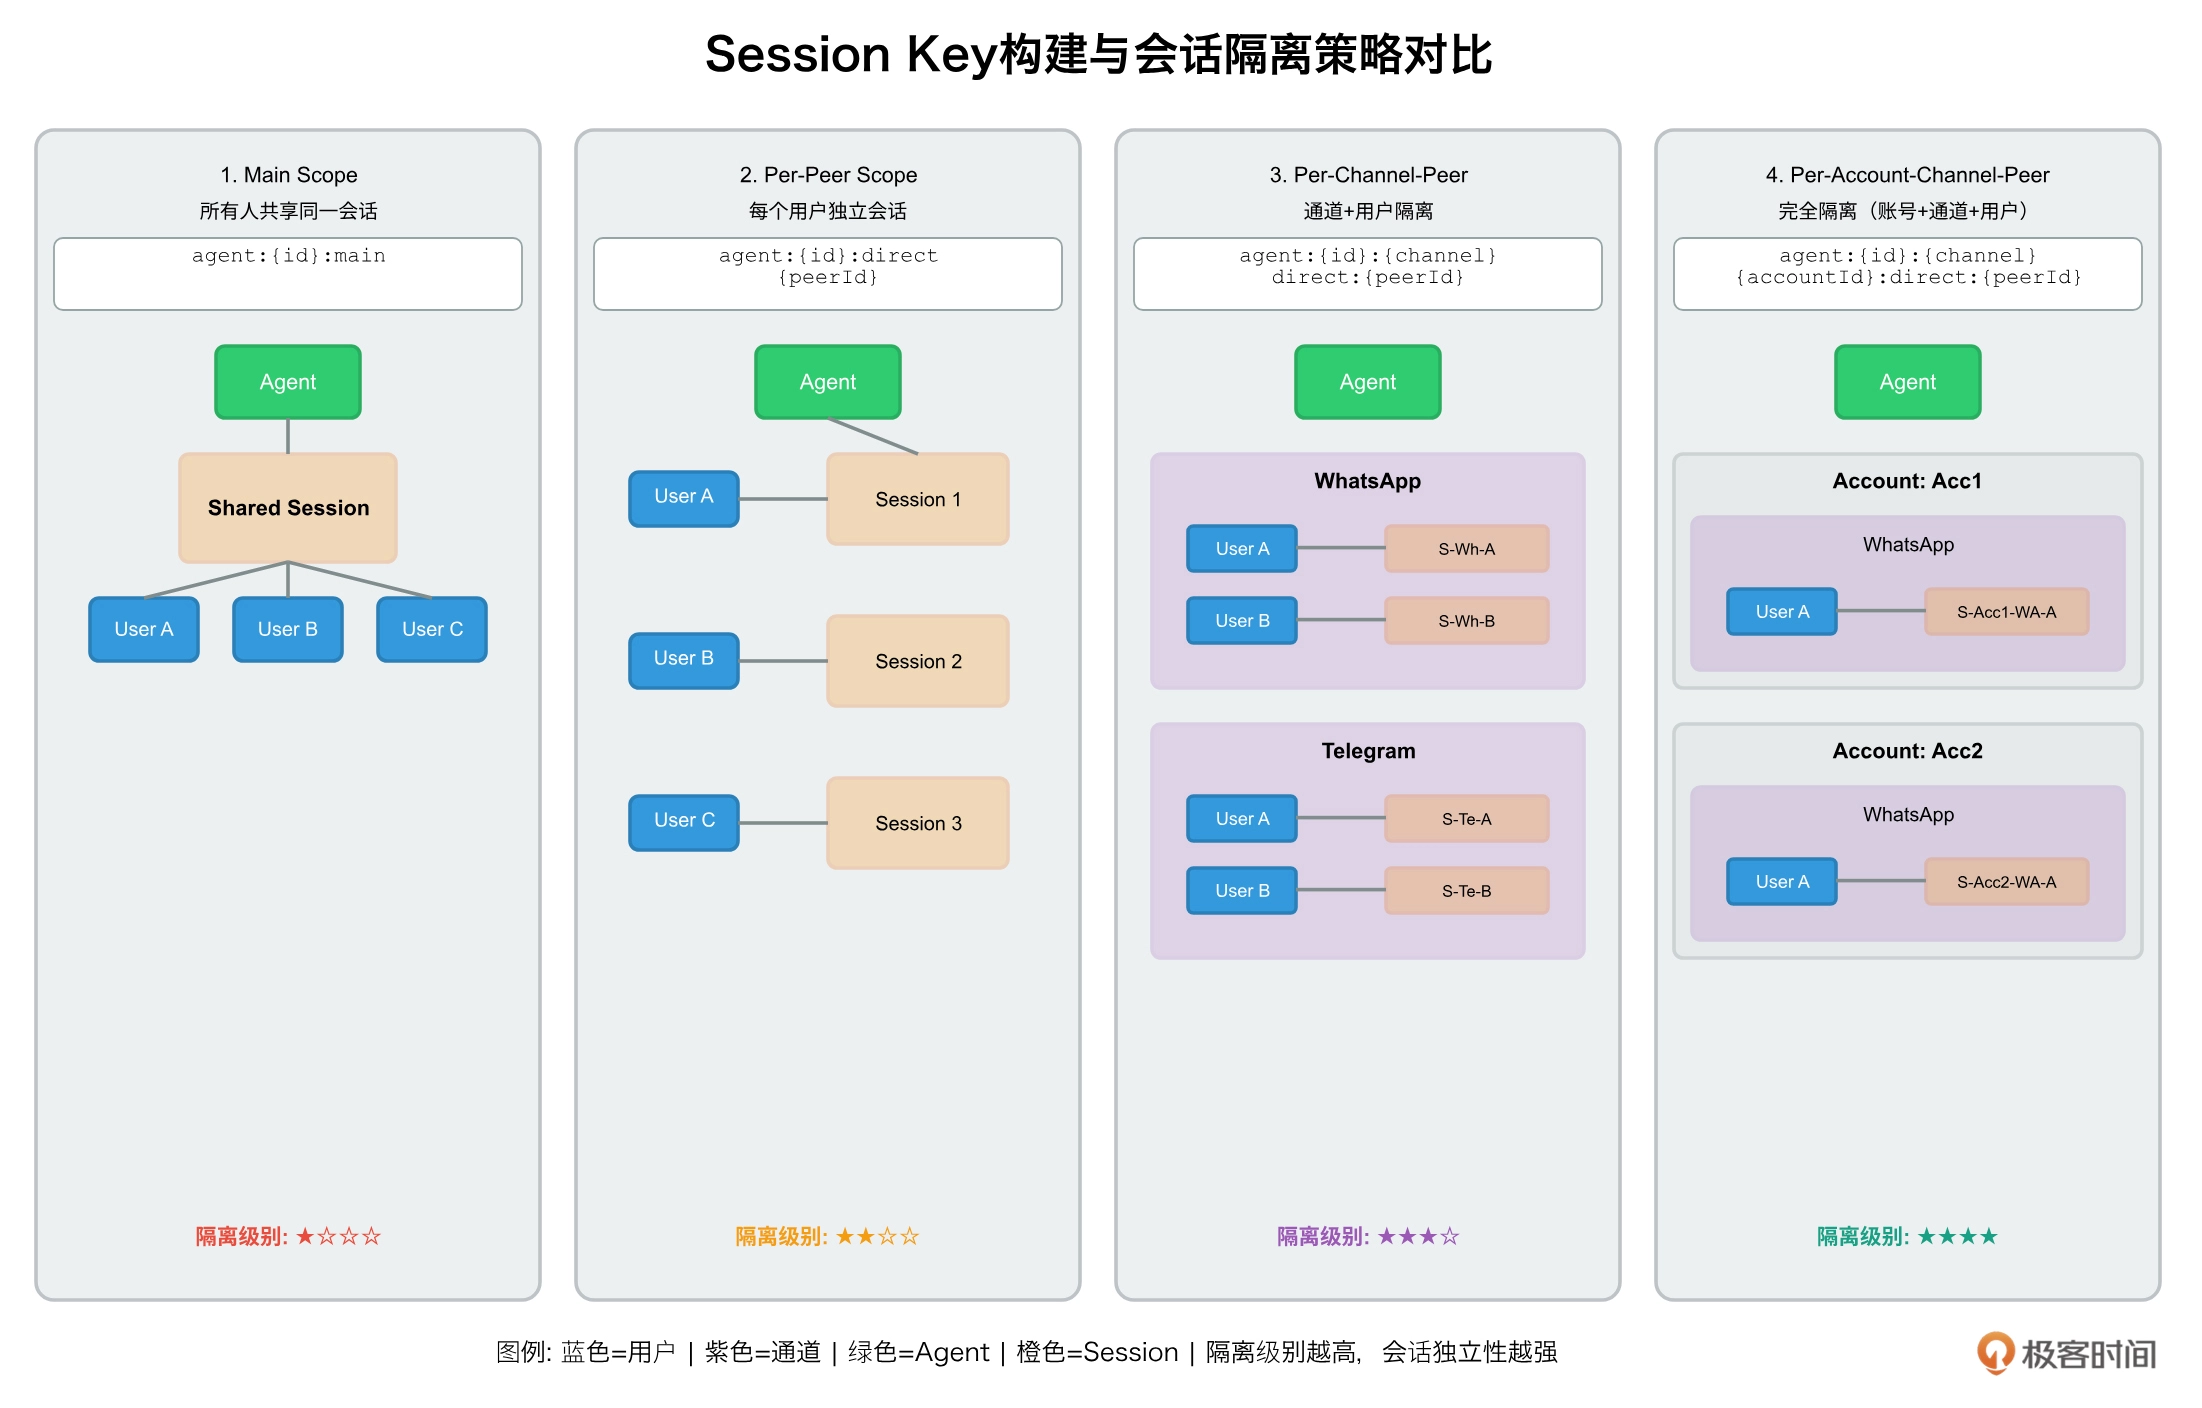 Session Key构建与会话隔离策略对比
1. Main Scope
所有人共享同一会话
agent:{id}:main
Agent
Shared Session
User A
User B
User C
隔离级别: ★☆☆☆
2. Per-Peer Scope
每个用户独立会话
agent:{id}:direct
{peerId}
Agent
User A
Session 1
User B
Session 2
User C
Session 3
隔离级别: ★★☆☆
3. Per-Channel-Peer
通道+用户隔离
agent:{id}:{channel}
direct:{peerId}
Agent
WhatsApp
User A
S-Wh-A
User B
S-Wh-B
Telegram
User A
S-Te-A
User B
S-Te-B
隔离级别: ★★★☆
4. Per-Account-Channel-Peer
完全隔离（账号+通道+用户）
agent:{id}:{channel}
{accountId}:direct:{peerId}
Agent
Account: Acc1
WhatsApp
User A
S-Acc1-WA-A
Account: Acc2
WhatsApp
User A
S-Acc2-WA-A
隔离级别: ★★★★
图例: 蓝色=用户 | 紫色=通道 | 绿色=Agent | 橙色=Session | 隔离级别越高，会话独立性越强
极客时间